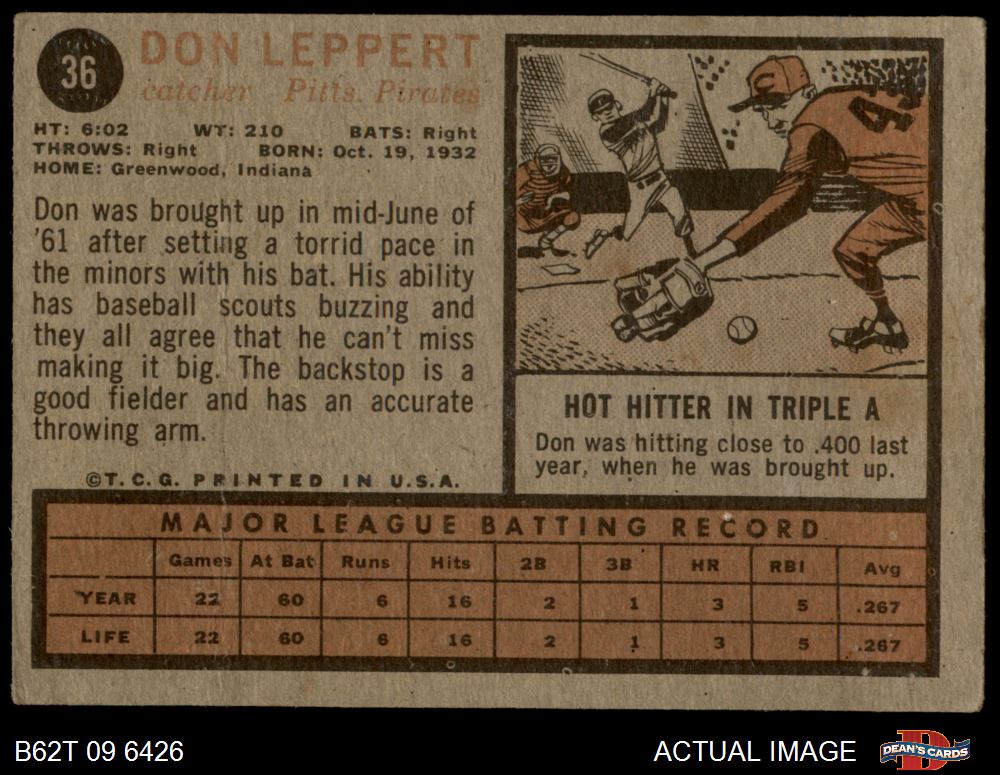 36
DON LEPPERT
catcher Pitts. Pirates
HT: 6:02 WT: 210 BATS: Right
THROWS: Right BORN: Oct. 19, 1932
HOME: Greenwood, Indiana
Don was brought up in mid-June of
'61 after setting a torrid pace in
the minors with his bat. His ability
has baseball scouts buzzing and
they all agree that he can't miss
making it big. The backstop is a
good fielder and has an accurate
throwing arm.
©T.C.G. PRINTED IN U.S.A.
C
4
HOT HITTER IN TRIPLE A
Don was hitting close to .400 last
year, when he was brought up.
MAJOR LEAGUE BATTING RECORD
Games At Bat Runs Hits 2B 3B HR RBI Avg
YEAR 22 60 6 16 2 1 3 5 .267
LIFE 22 60 6 16 2 1 3 5 .267
B62T 09 6426
ACTUAL IMAGE
D
DEAN'S CARDS